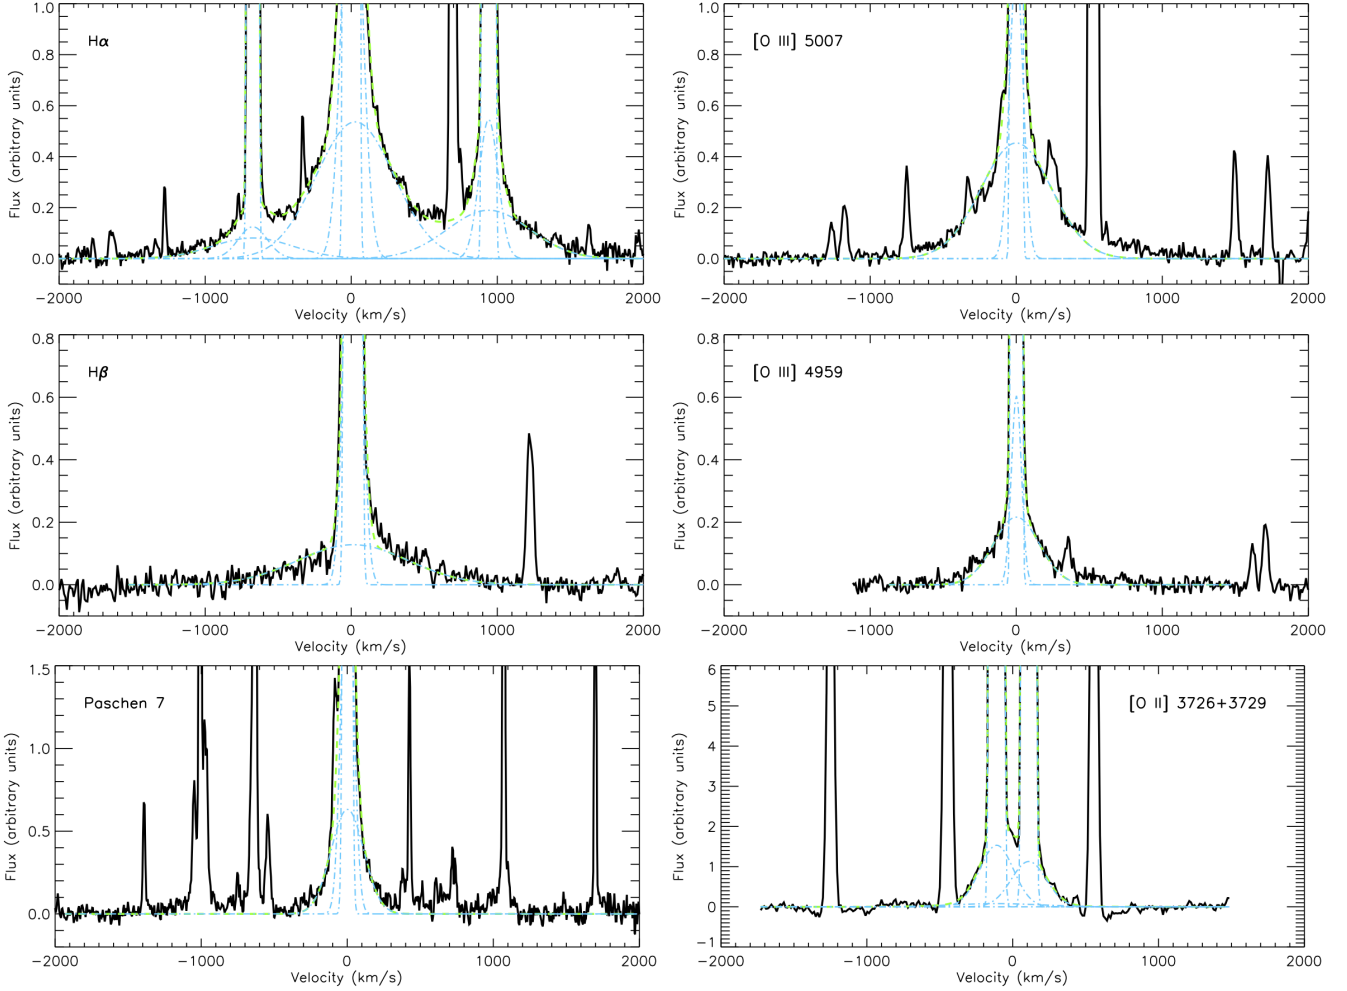 Hα
1.0
0.8
0.6
0.4
0.2
0.0
Flux (arbitrary units)
−2000 −1000 0 1000 2000
Velocity (km/s)
[O III] 5007
1.0
0.8
0.6
0.4
0.2
0.0
Flux (arbitrary units)
−2000 −1000 0 1000 2000
Velocity (km/s)
Hβ
0.8
0.6
0.4
0.2
0.0
Flux (arbitrary units)
−2000 −1000 0 1000 2000
Velocity (km/s)
[O III] 4959
0.8
0.6
0.4
0.2
0.0
Flux (arbitrary units)
−2000 −1000 0 1000 2000
Velocity (km/s)
Paschen 7
1.5
1.0
0.5
0.0
Flux (arbitrary units)
−2000 −1000 0 1000 2000
Velocity (km/s)
[O II] 3726+3729
6
5
4
3
2
1
0
−1
Flux (arbitrary units)
−2000 −1000 0 1000 2000
Velocity (km/s)